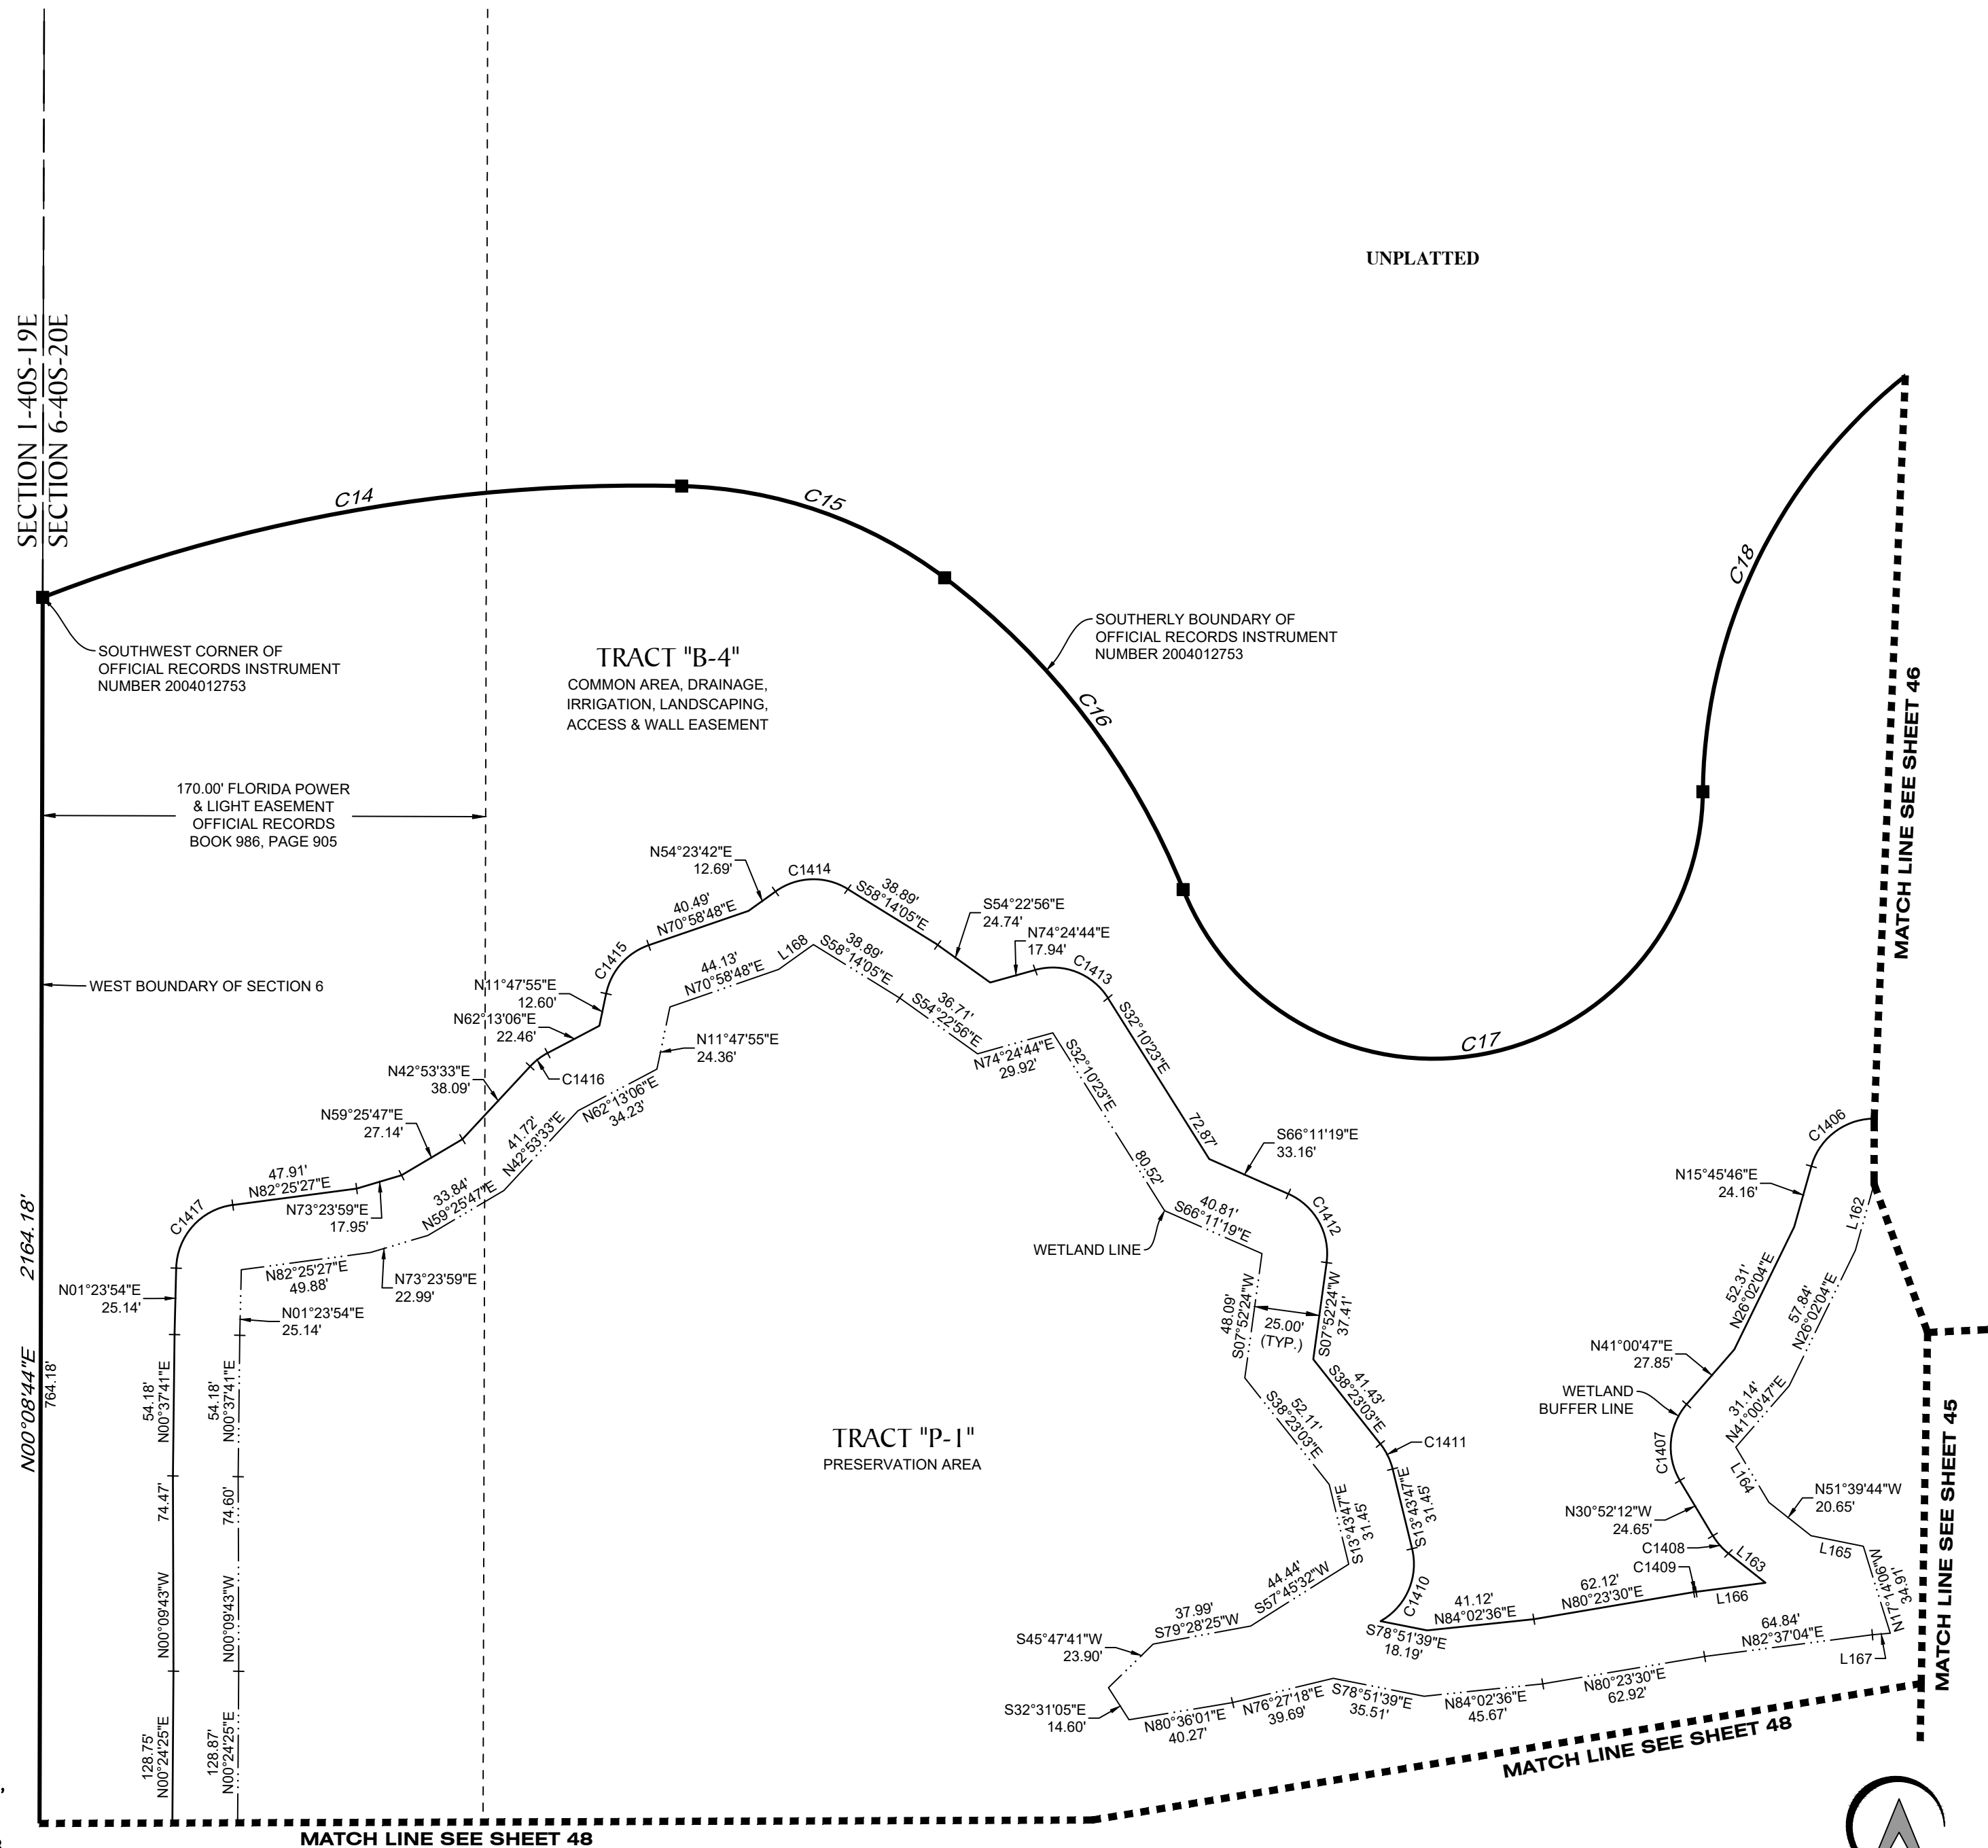 UNPLATTED
SECTION 1-40S-19E
SECTION 6-40S-20E
C14
C15
C16
C17
C18
SOUTHWEST CORNER OF
OFFICIAL RECORDS INSTRUMENT
NUMBER 2004012753
TRACT "B-4"
COMMON AREA, DRAINAGE,
IRRIGATION, LANDSCAPING,
ACCESS & WALL EASEMENT
SOUTHERLY BOUNDARY OF
OFFICIAL RECORDS INSTRUMENT
NUMBER 2004012753
170.00' FLORIDA POWER
& LIGHT EASEMENT
OFFICIAL RECORDS
BOOK 986, PAGE 905
MATCH LINE SEE SHEET 46
WEST BOUNDARY OF SECTION 6
N00°08'44"E 2164.18'
764.18'
N54°23'42"E
12.69'
C1414
38.89'
S58°14'05"E
S54°22'56"E
24.74'
N74°24'44"E
17.94'
C1413
40.49'
N70°58'48"E
C1415
N11°47'55"E
12.60'
N62°13'06"E
22.46'
C1416
N42°53'33"E
38.09'
N59°25'47"E
27.14'
47.91'
N82°25'27"E
N73°23'59"E
17.95'
C1417
N01°23'54"E
25.14'
54.18'
N00°37'41"E
74.47'
N00°09'43"W
128.75'
N00°24'25"E
44.13'
N70°58'48"E
L168
38.89'
S58°14'05"E
36.71'
S54°22'56"E
N74°24'44"E
29.92'
S32°10'23"E
80.52'
N11°47'55"E
24.36'
N62°13'06"E
34.23'
41.72'
N42°53'33"E
33.84'
N59°25'47"E
N82°25'27"E
49.88'
N73°23'59"E
22.99'
N01°23'54"E
25.14'
54.18'
N00°37'41"E
74.60'
N00°09'43"W
128.87'
N00°24'25"E
S32°10'23"E
72.87'
S66°11'19"E
33.16'
C1412
WETLAND LINE
40.81'
S66°11'19"E
48.09'
S07°52'24"W
25.00'
(TYP.)
S07°52'24"W
37.41'
41.43'
S38°23'03"E
C1411
52.11'
S38°23'03"E
S13°43'47"E
31.45'
S13°43'47"E
31.45'
C1410
TRACT "P-1"
PRESERVATION AREA
44.44'
S57°45'32"W
37.99'
S79°28'25"W
S45°47'41"W
23.90'
S32°31'05"E
14.60'
N80°36'01"E
40.27'
N76°27'18"E
39.69'
S78°51'39"E
35.51'
N84°02'36"E
45.67'
N80°23'30"E
62.92'
64.84'
N82°37'04"E
L167
S78°51'39"E
18.19'
41.12'
N84°02'36"E
62.12'
N80°23'30"E
L166
C1409
C1408
L163
N30°52'12"W
24.65'
C1407
WETLAND
BUFFER LINE
N41°00'47"E
27.85'
52.31'
N26°02'04"E
N15°45'46"E
24.16'
C1406
L162
57.84'
N26°02'04"E
31.14'
N41°00'47"E
L164
N51°39'44"W
20.65'
L165
N17°14'06"W
34.91'
MATCH LINE SEE SHEET 45
MATCH LINE SEE SHEET 48
MATCH LINE SEE SHEET 48